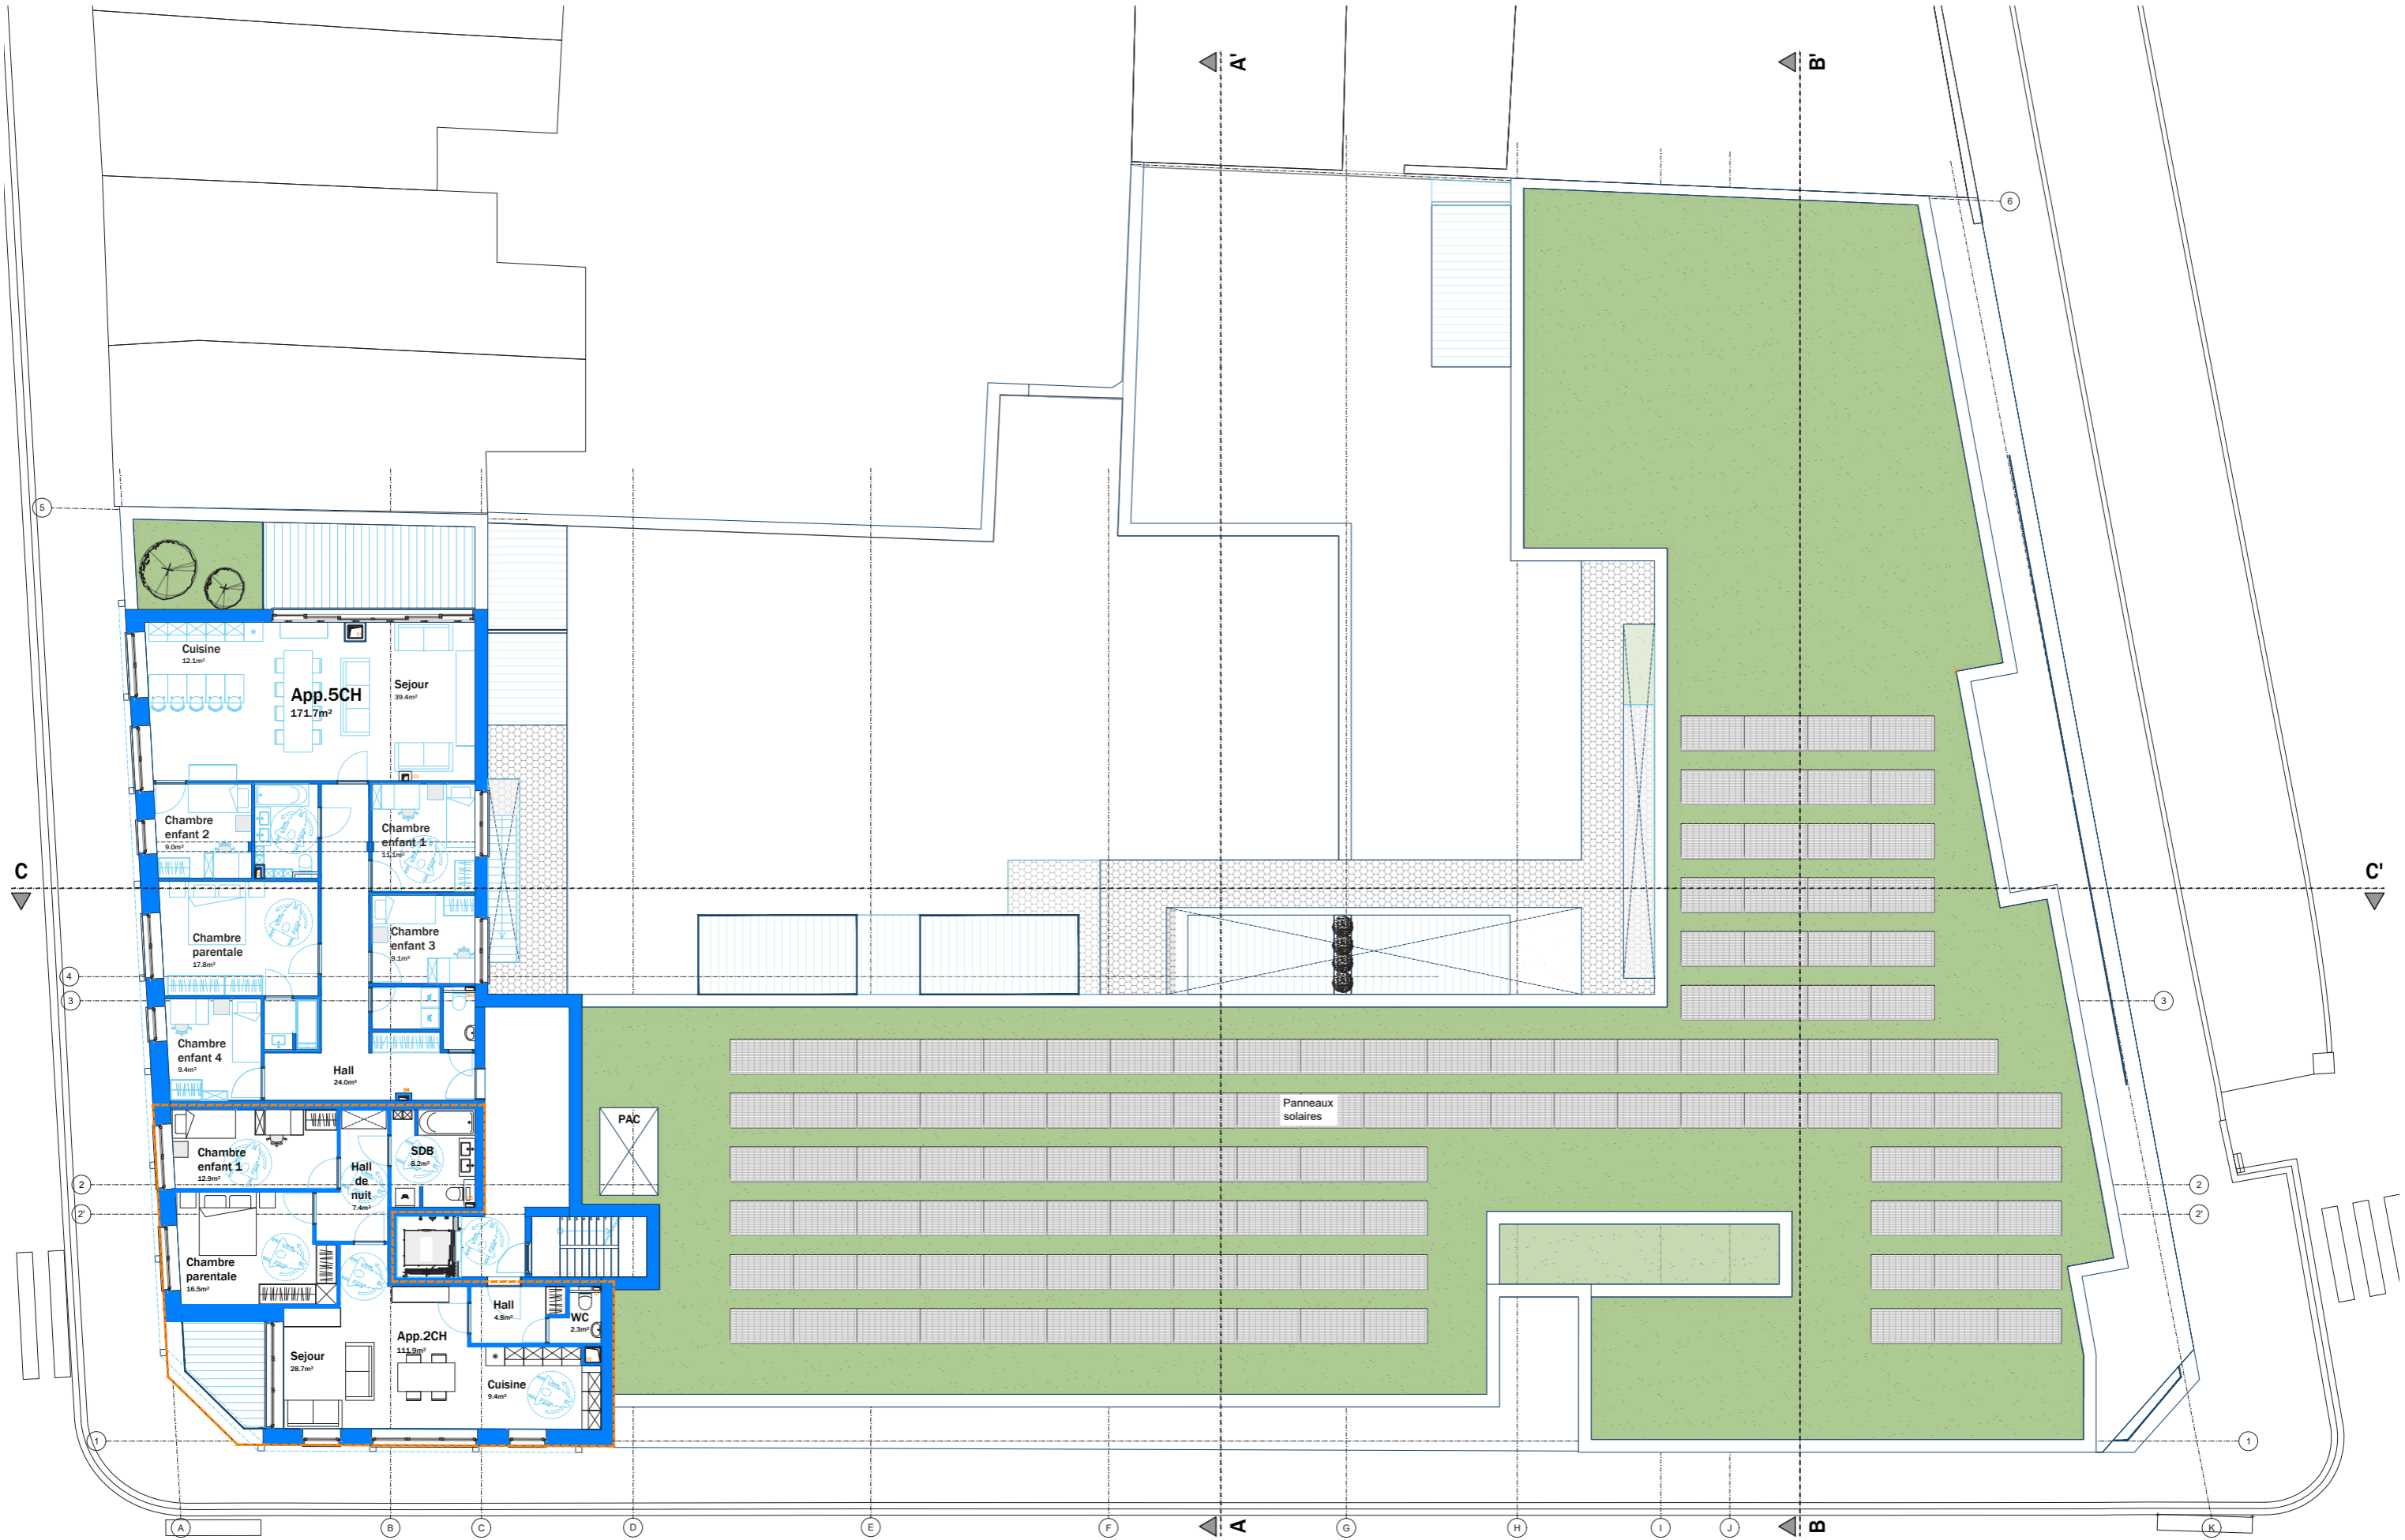 A'
B'
6
5
Cuisine
12.1m²
App.5CH
171.7m²
Sejour
39.4m²
Chambre
enfant 2
9.0m²
Chambre
enfant 1
11.1m²
C
C'
Chambre
parentale
17.8m²
Chambre
enfant 3
9.1m²
4
3
3
Chambre
enfant 4
9.4m²
Hall
24.0m²
PAC
Panneaux
solaires
Chambre
enfant 1
12.9m²
Hall
de
nuit
7.4m²
SDB
8.2m²
2
2
2'
2'
Chambre
parentale
16.5m²
Hall
4.8m²
WC
2.3m²
App.2CH
111.9m²
Sejour
28.7m²
Cuisine
9.4m²
1
1
A
B
C
D
E
F
A
G
H
I
J
B
K